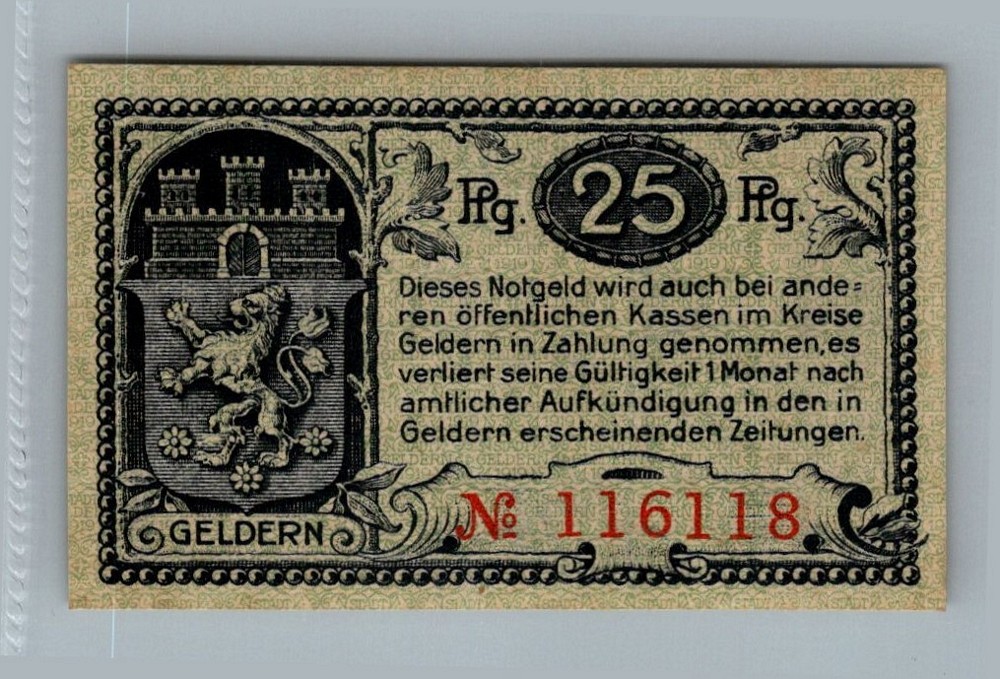 Pfg. 25 Pfg.
Dieses Notgeld wird auch bei ande=
ren öffentlichen Kassen im Kreise
Geldern in Zahlung genommen, es
verliert seine Gültigkeit 1 Monat nach
amtlicher Aufkündigung in den in
Geldern erscheinenden Zeitungen.
№ 116118
GELDERN